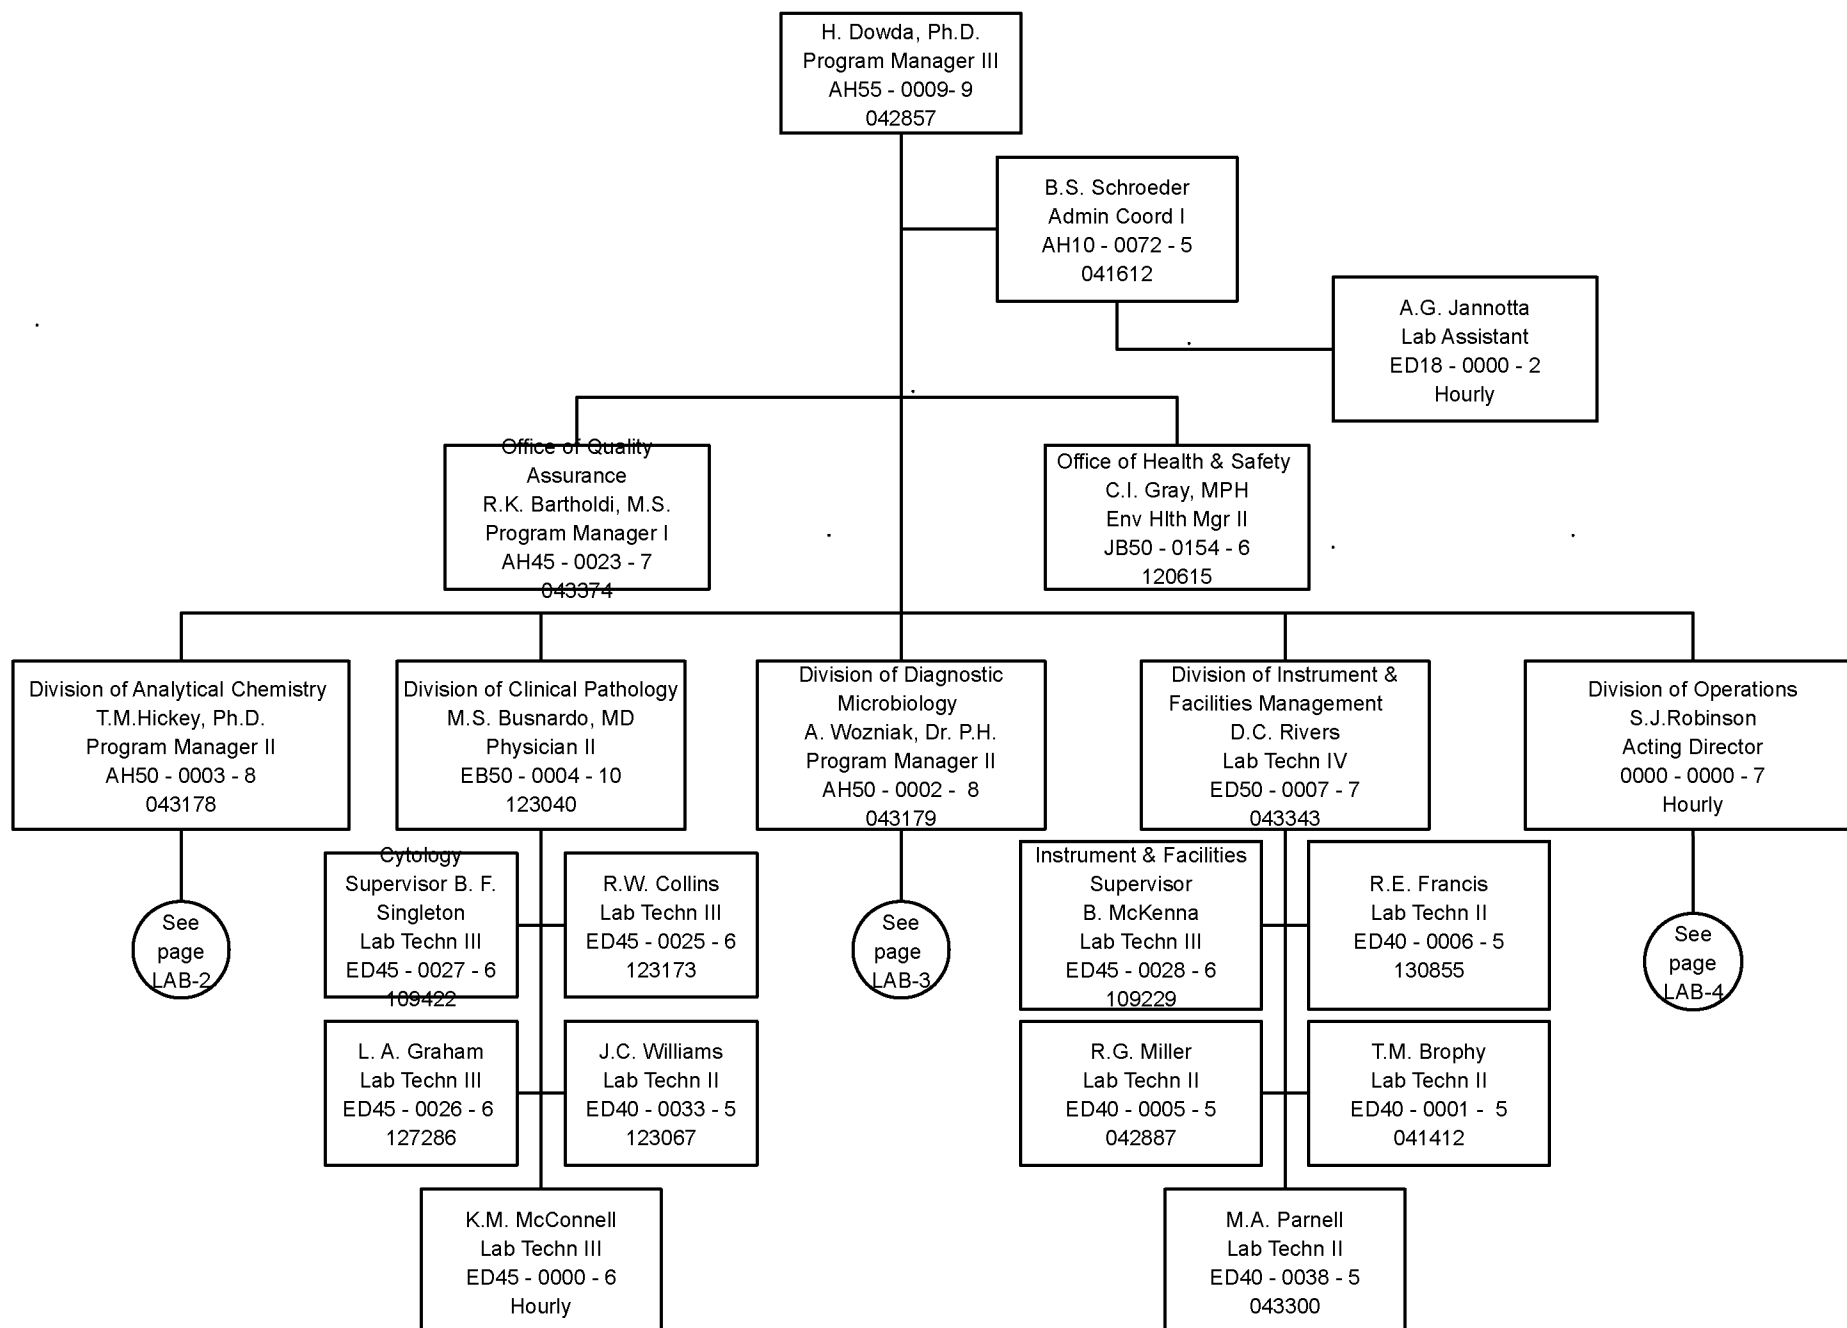 H. Dowda, Ph.D.
Program Manager III
AH55 - 0009- 9
042857
B.S. Schroeder
Admin Coord I
AH10 - 0072 - 5
041612
A.G. Jannotta
Lab Assistant
ED18 - 0000 - 2
Hourly
Office of Quality
Assurance
R.K. Bartholdi, M.S.
Program Manager I
AH45 - 0023 - 7
043374
Office of Health & Safety
C.I. Gray, MPH
Env Hlth Mgr II
JB50 - 0154 - 6
120615
Division of Analytical Chemistry
T.M.Hickey, Ph.D.
Program Manager II
AH50 - 0003 - 8
043178
Division of Clinical Pathology
M.S. Busnardo, MD
Physician II
EB50 - 0004 - 10
123040
Division of Diagnostic
Microbiology
A. Wozniak, Dr. P.H.
Program Manager II
AH50 - 0002 - 8
043179
Division of Instrument &
Facilities Management
D.C. Rivers
Lab Techn IV
ED50 - 0007 - 7
043343
Division of Operations
S.J.Robinson
Acting Director
0000 - 0000 - 7
Hourly
See
page
LAB-2
Cytology
Supervisor B. F.
Singleton
Lab Techn III
ED45 - 0027 - 6
109422
R.W. Collins
Lab Techn III
ED45 - 0025 - 6
123173
See
page
LAB-3
Instrument & Facilities
Supervisor
B. McKenna
Lab Techn III
ED45 - 0028 - 6
109229
R.E. Francis
Lab Techn II
ED40 - 0006 - 5
130855
See
page
LAB-4
L. A. Graham
Lab Techn III
ED45 - 0026 - 6
127286
J.C. Williams
Lab Techn II
ED40 - 0033 - 5
123067
R.G. Miller
Lab Techn II
ED40 - 0005 - 5
042887
T.M. Brophy
Lab Techn II
ED40 - 0001 - 5
041412
K.M. McConnell
Lab Techn III
ED45 - 0000 - 6
Hourly
M.A. Parnell
Lab Techn II
ED40 - 0038 - 5
043300